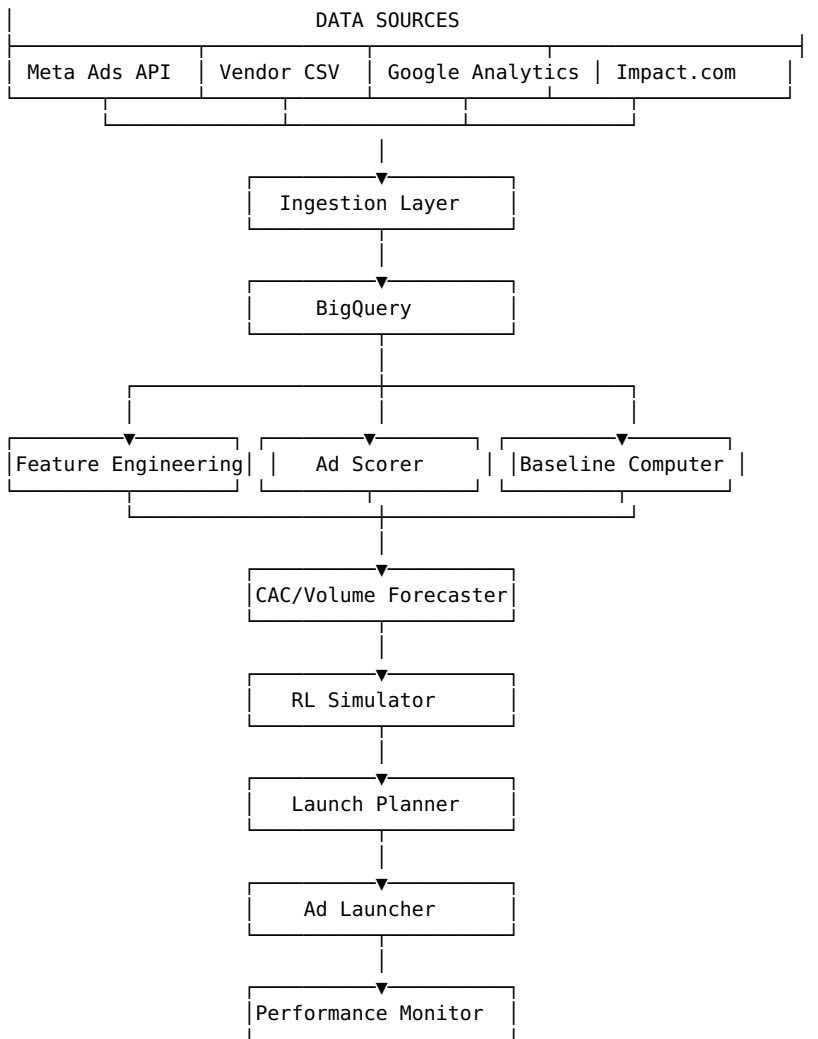 DATA SOURCES
Meta Ads API Vendor CSV Google Analytics Impact.com
Ingestion Layer
BigQuery
Feature Engineering Ad Scorer Baseline Computer
CAC/Volume Forecaster
RL Simulator
Launch Planner
Ad Launcher
Performance Monitor